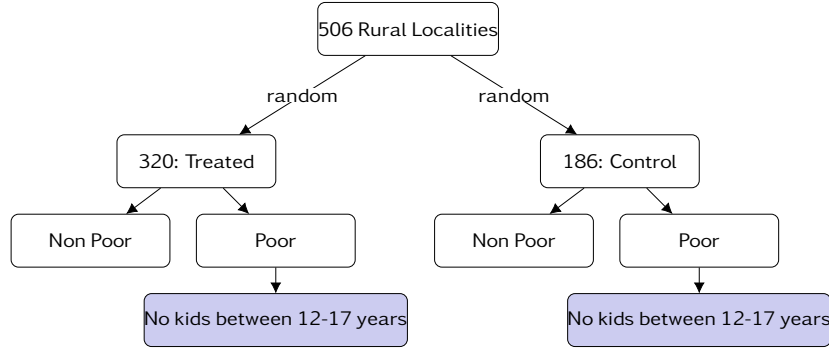 506 Rural Localities
random
random
320: Treated
186: Control
Non Poor
Poor
Non Poor
Poor
No kids between 12-17 years
No kids between 12-17 years